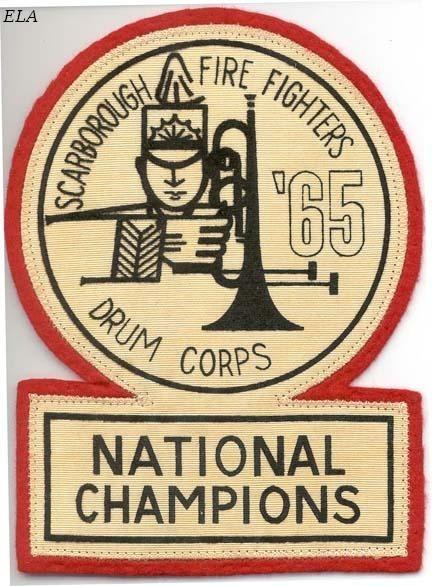 ELA
SCARBOROUGH FIRE FIGHTERS
'65
DRUM CORPS
NATIONAL
CHAMPIONS